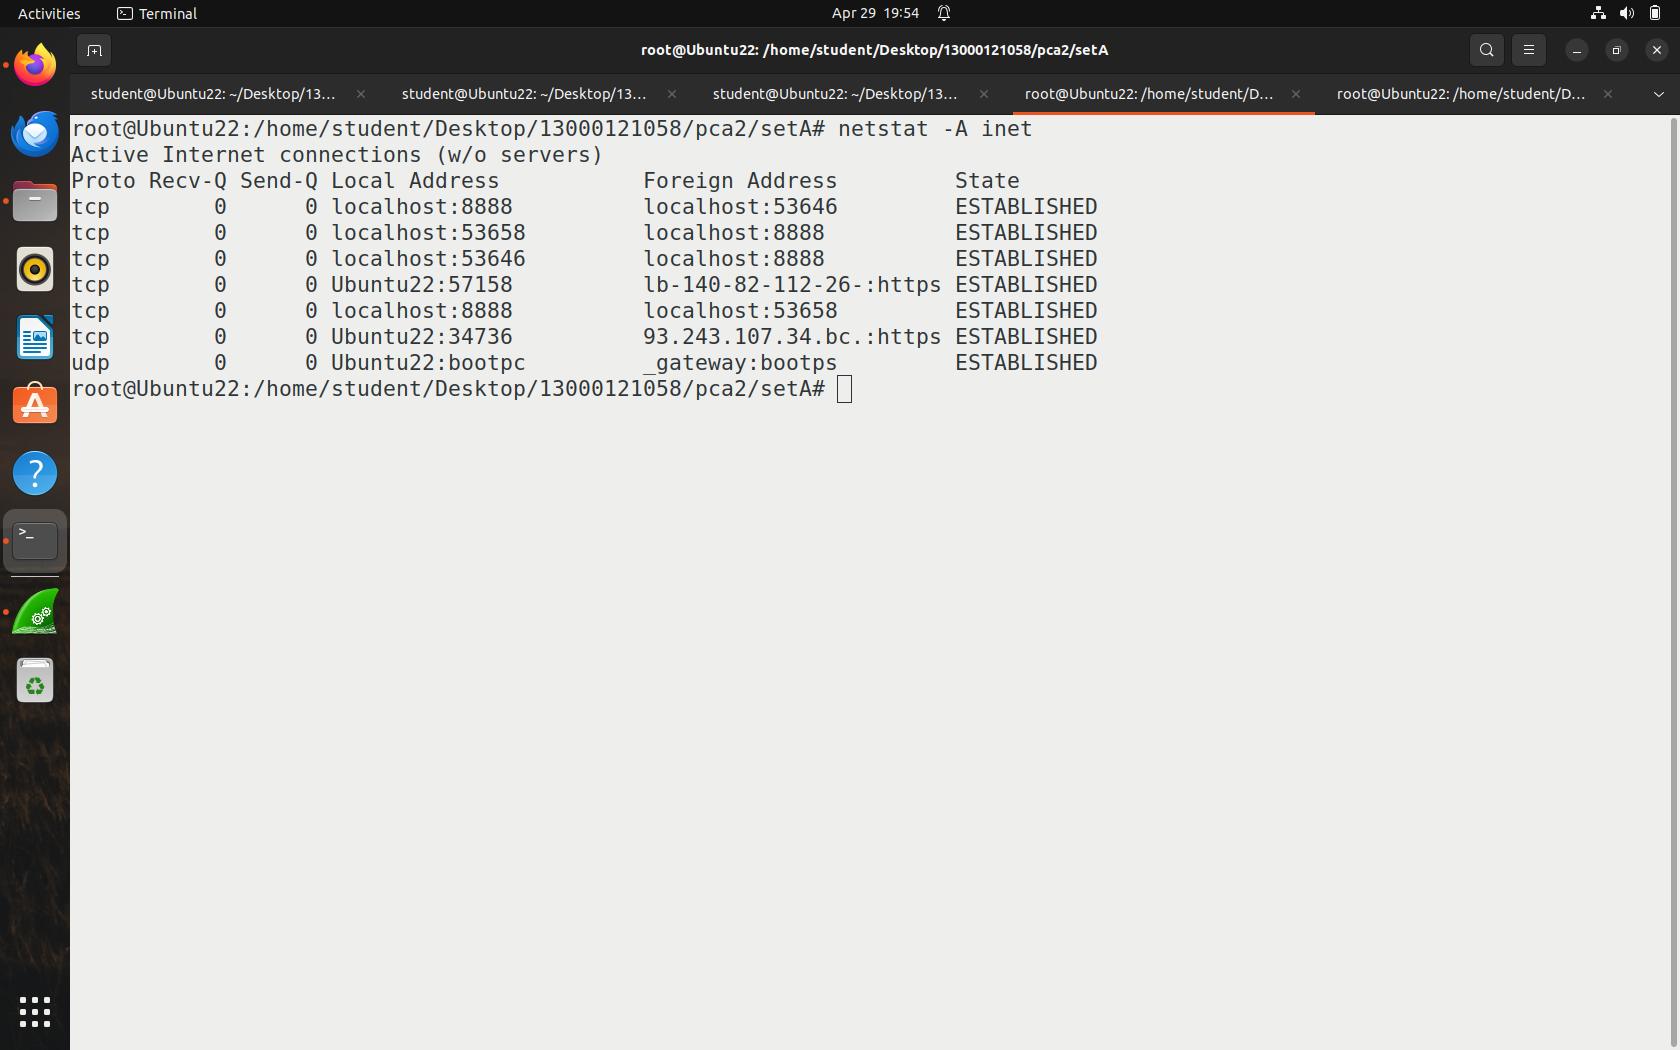 Activities Terminal Apr 29 19:54
root@Ubuntu22: /home/student/Desktop/13000121058/pca2/setA
student@Ubuntu22: ~/Desktop/13... × student@Ubuntu22: ~/Desktop/13... × student@Ubuntu22: ~/Desktop/13... × root@Ubuntu22: /home/student/D... × root@Ubuntu22: /home/student/D... ×
root@Ubuntu22:/home/student/Desktop/13000121058/pca2/setA# netstat -A inet
Active Internet connections (w/o servers)
Proto Recv-Q Send-Q Local Address           Foreign Address         State
tcp        0      0 localhost:8888          localhost:53646         ESTABLISHED
tcp        0      0 localhost:53658         localhost:8888          ESTABLISHED
tcp        0      0 localhost:53646         localhost:8888          ESTABLISHED
tcp        0      0 Ubuntu22:57158          lb-140-82-112-26-:https ESTABLISHED
tcp        0      0 localhost:8888          localhost:53658         ESTABLISHED
tcp        0      0 Ubuntu22:34736          93.243.107.34.bc.:https ESTABLISHED
udp        0      0 Ubuntu22:bootpc         _gateway:bootps         ESTABLISHED
root@Ubuntu22:/home/student/Desktop/13000121058/pca2/setA#